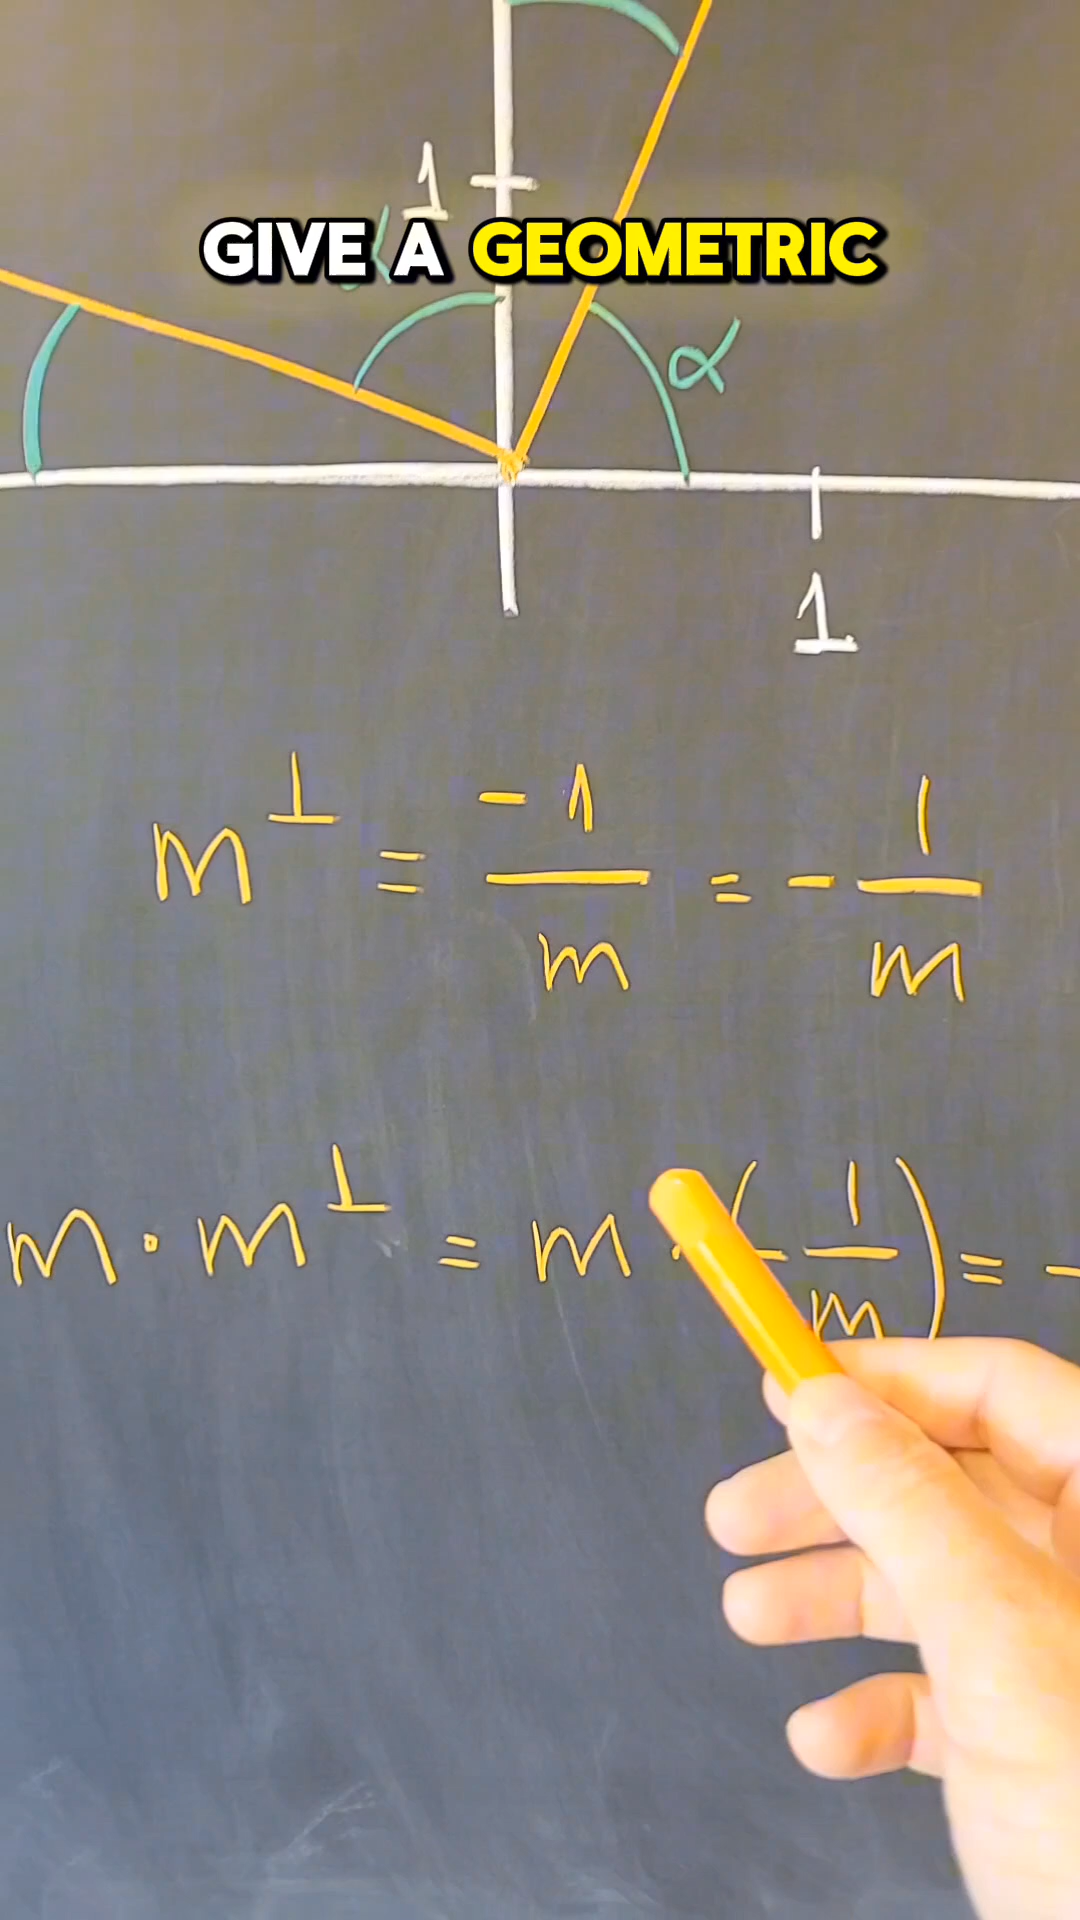 1
GIVE A GEOMETRIC
α
1
m^⊥ = -1/m = - 1/m
m · m^⊥ = m · (- 1/m) = -